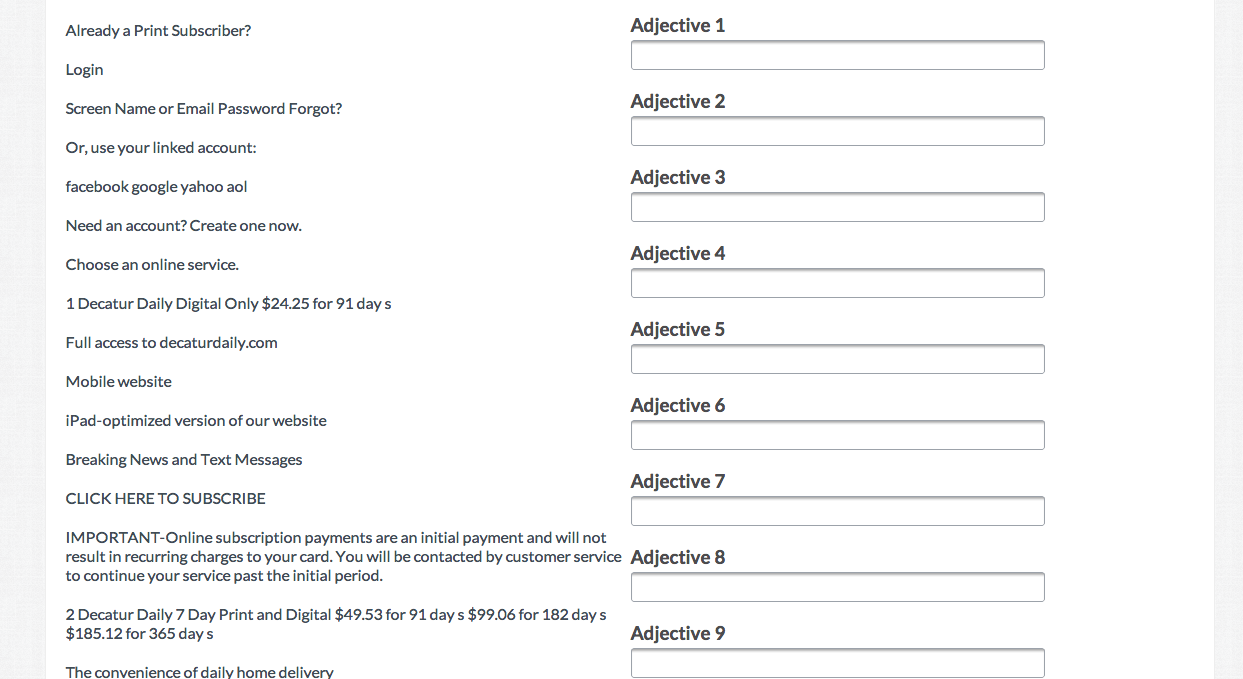 Already a Print Subscriber?
Login
Screen Name or Email Password Forgot?
Or, use your linked account:
facebook google yahoo aol
Need an account? Create one now.
Choose an online service.
1 Decatur Daily Digital Only $24.25 for 91 day s
Full access to decaturdaily.com
Mobile website
iPad-optimized version of our website
Breaking News and Text Messages
CLICK HERE TO SUBSCRIBE
IMPORTANT-Online subscription payments are an initial payment and will not
result in recurring charges to your card. You will be contacted by customer service
to continue your service past the initial period.
2 Decatur Daily 7 Day Print and Digital $49.53 for 91 day s $99.06 for 182 day s
$185.12 for 365 day s
The convenience of daily home delivery
Adjective 1
Adjective 2
Adjective 3
Adjective 4
Adjective 5
Adjective 6
Adjective 7
Adjective 8
Adjective 9